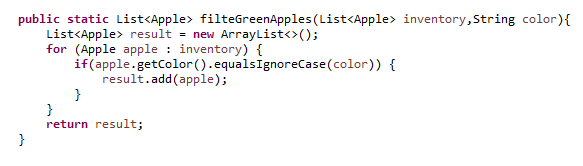 public static List<Apple> filteGreenApples(List<Apple> inventory,String color){
    List<Apple> result = new ArrayList<>();
    for (Apple apple : inventory) {
        if(apple.getColor().equalsIgnoreCase(color)) {
            result.add(apple);
        }
    }
    return result;
}